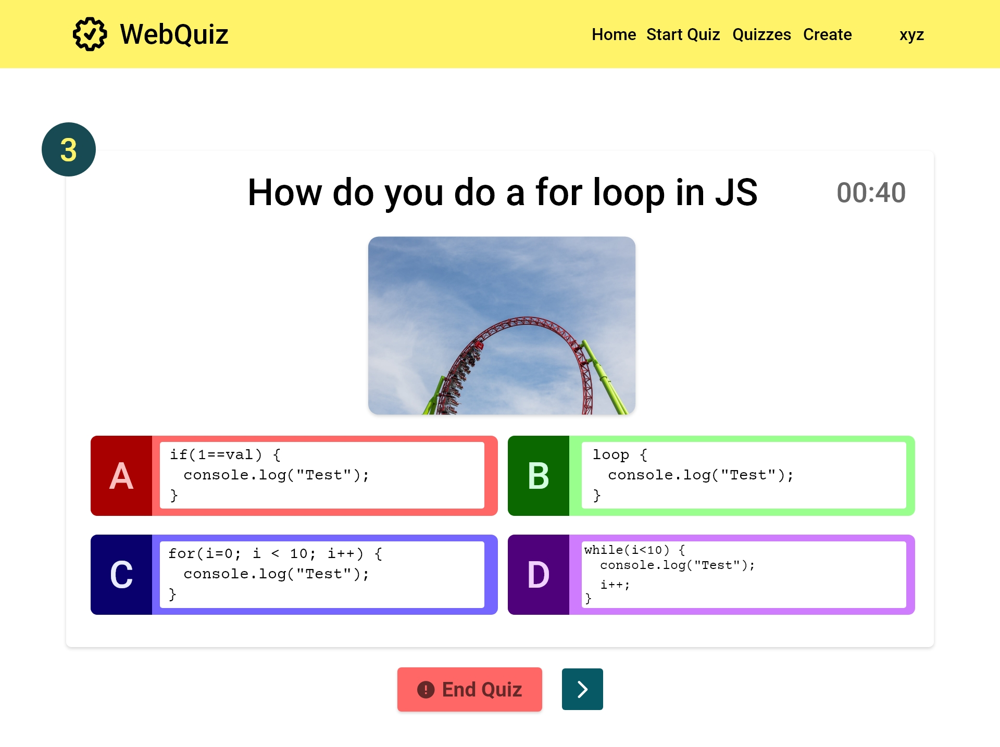 WebQuiz
Home Start Quiz Quizzes Create xyz
3
How do you do a for loop in JS
00:40
A
if(1==val) {
  console.log("Test");
}
B
loop {
  console.log("Test");
}
C
for(i=0; i < 10; i++) {
  console.log("Test");
}
D
while(i<10) {
  console.log("Test");
  i++;
}
End Quiz